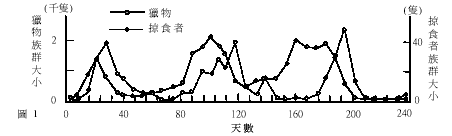 (千隻)
獵物
掠食者
(隻)
獵物族群大小
2
1
0
掠食者族群大小
40
20
0
0
40
80
120
160
200
240
天數
圖 1